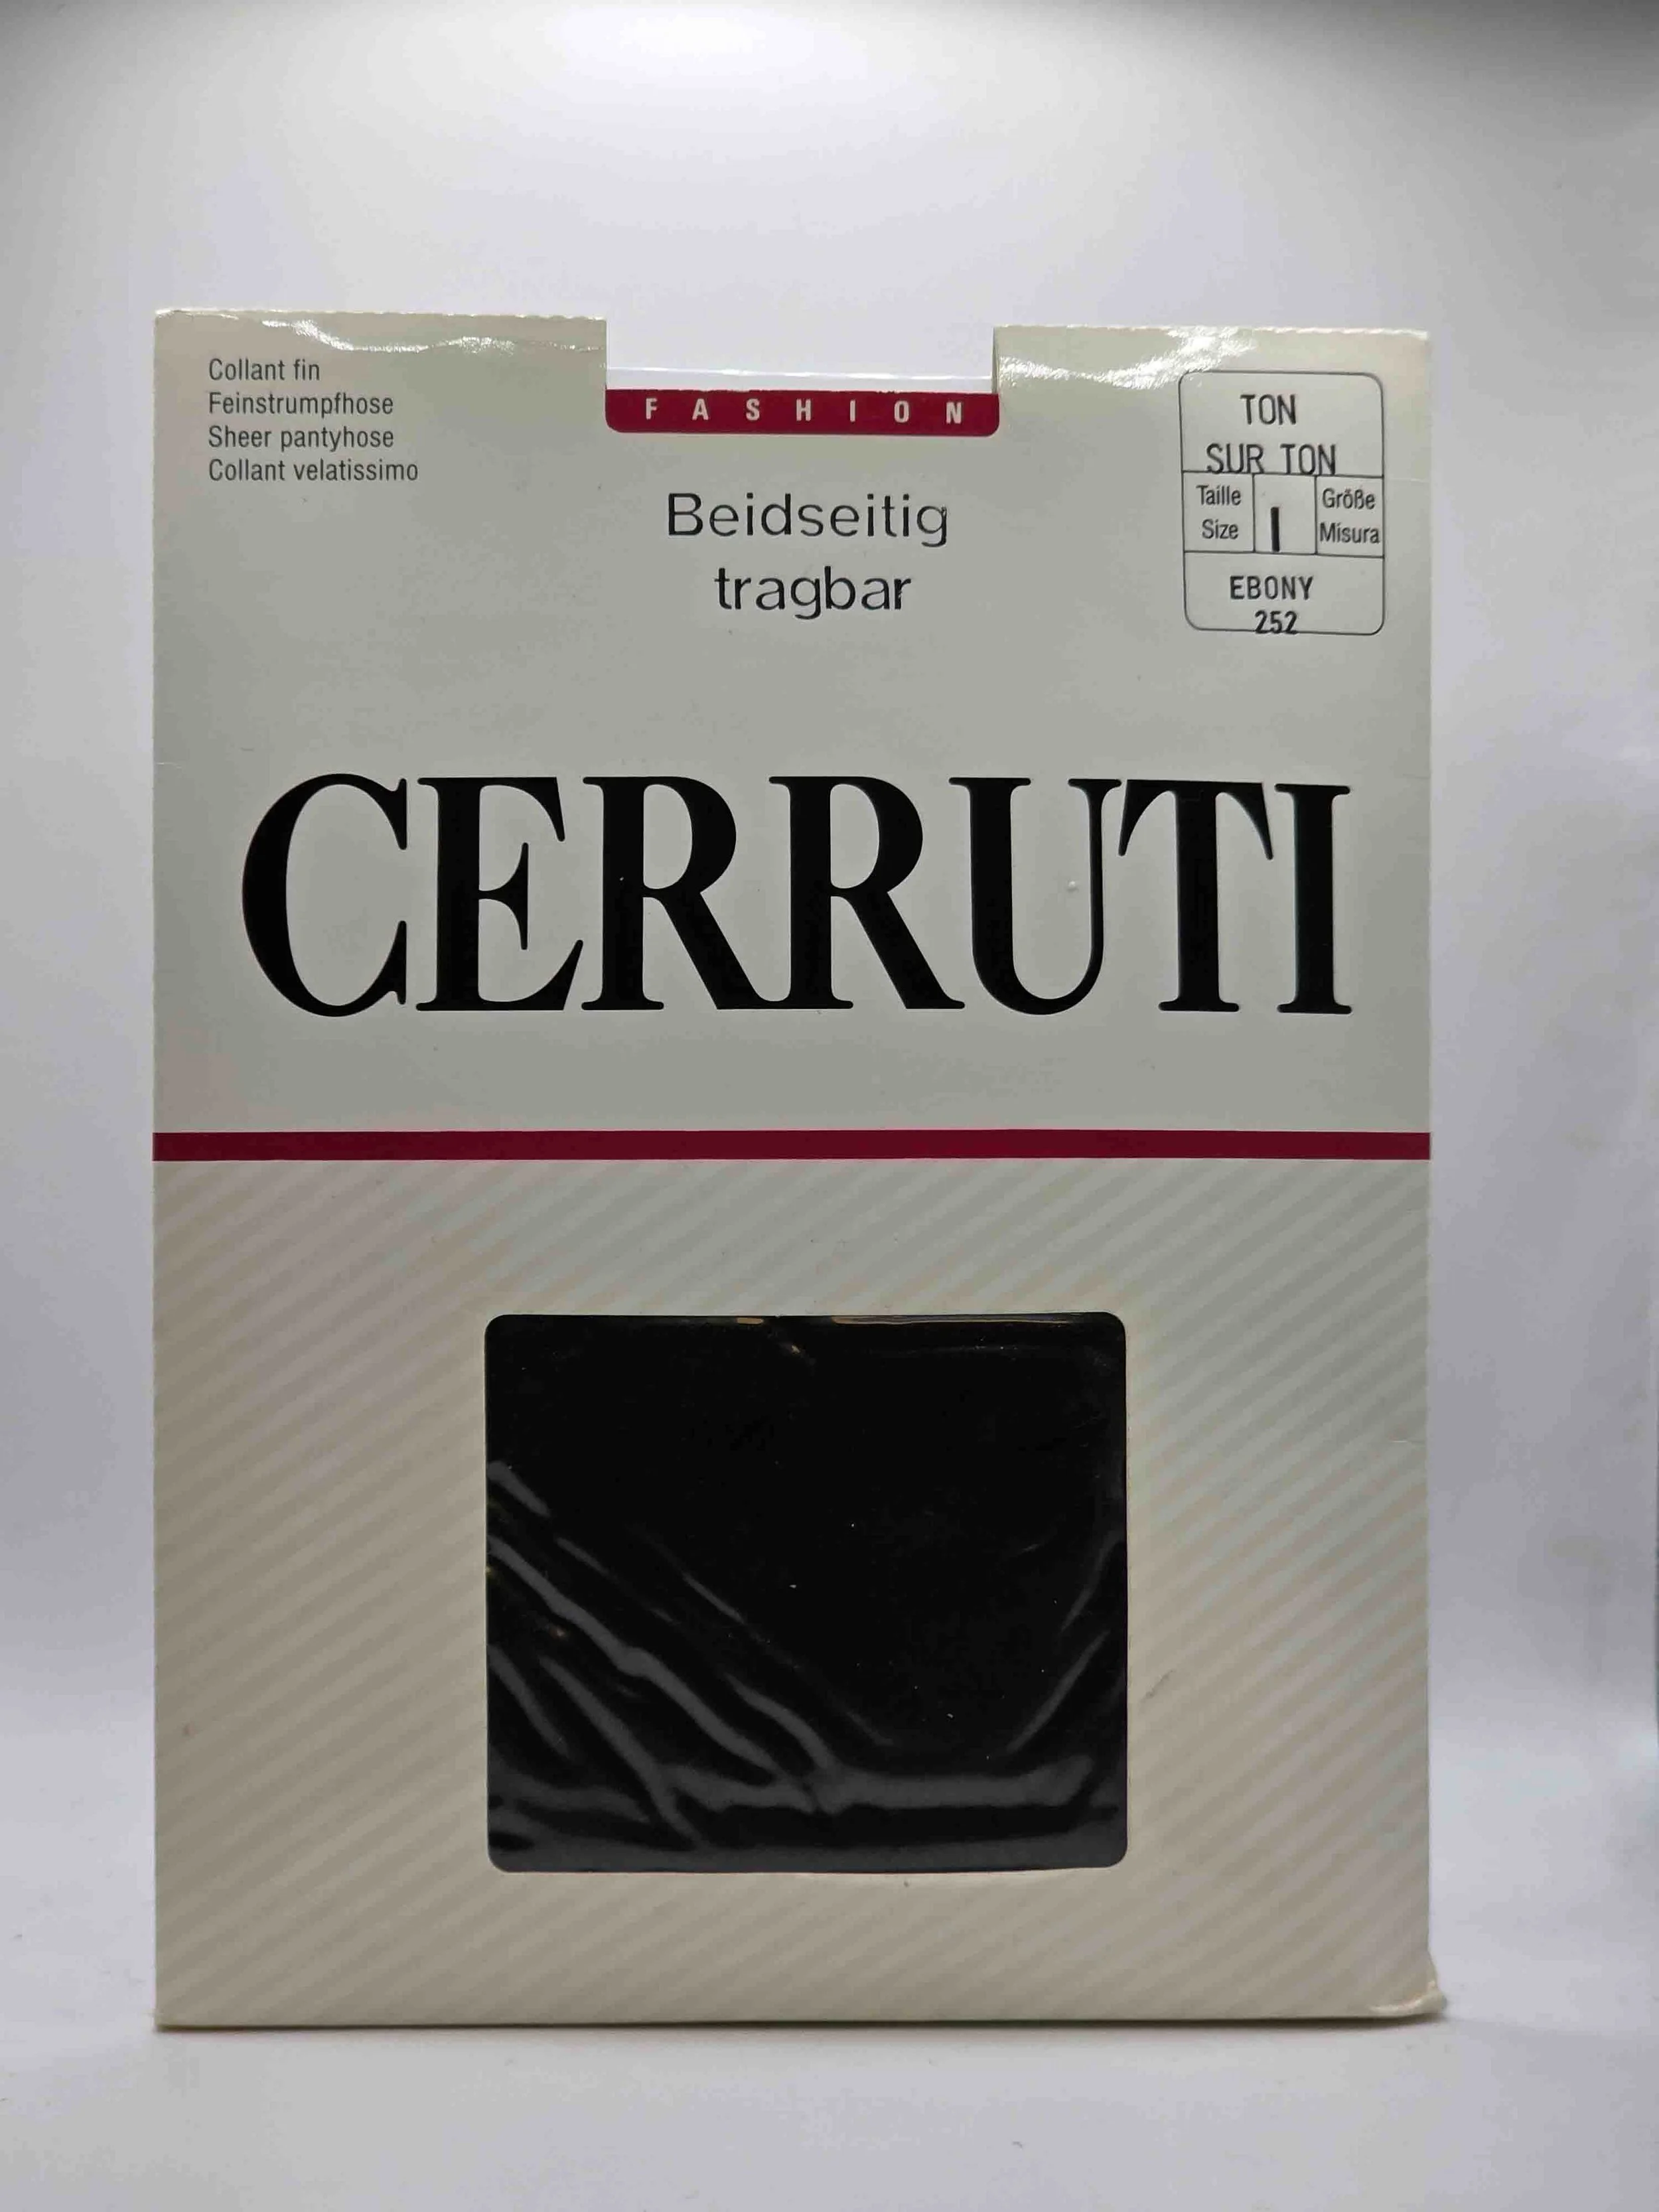 Collant fin
Feinstrumpfhose
Sheer pantyhose
Collant velatissimo
FASHION
Beidseitig
tragbar
TON
SUR TON
Taille
Size
I
Größe
Misura
EBONY
252
CERRUTI